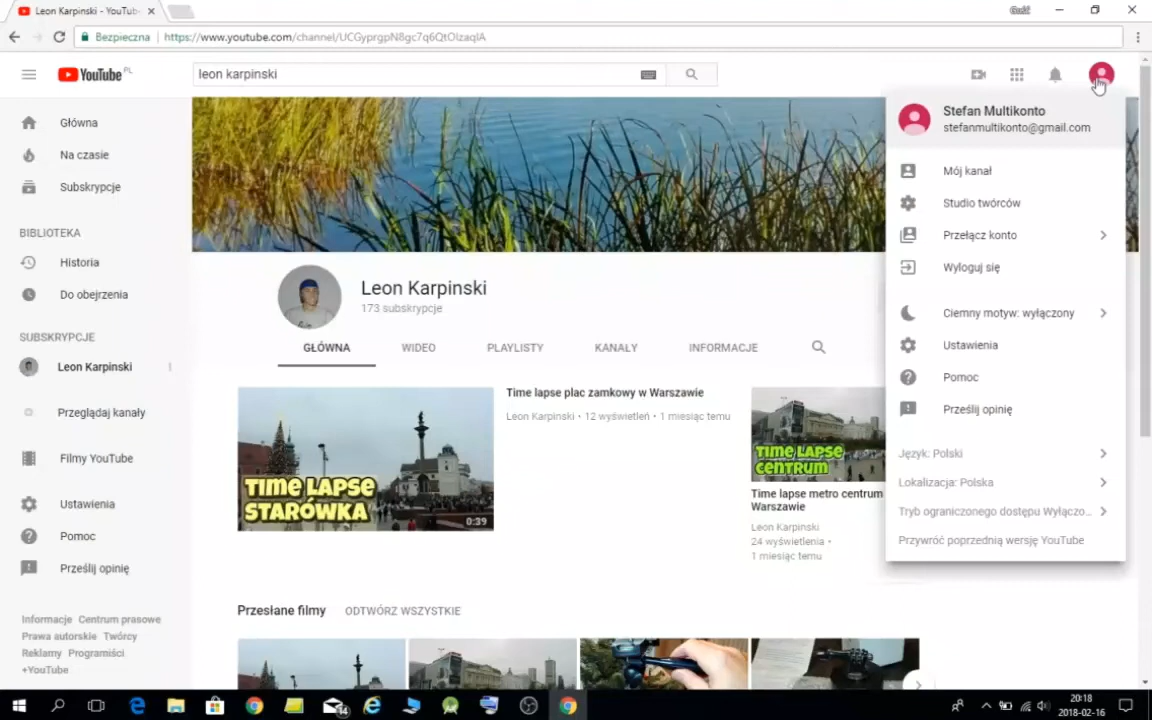 Leon Karpinski - YouTub
Gość
Bezpieczna
https://www.youtube.com/channel/UCGyprgpN8gc7q6QtOlzaqIA
YouTube PL
leon karpinski
Główna
Na czasie
Subskrypcje
BIBLIOTEKA
Historia
Do obejrzenia
SUBSKRYPCJE
Leon Karpinski
Przeglądaj kanały
Filmy YouTube
Ustawienia
Pomoc
Prześlij opinię
Informacje Centrum prasowe
Prawa autorskie Twórcy
Reklamy Programiści
+YouTube
Leon Karpinski
173 subskrypcje
GŁÓWNA WIDEO PLAYLISTY KANAŁY INFORMACJE
TIME LAPSE
STARÓWKA
0:39
Time lapse plac zamkowy w Warszawie
Leon Karpinski • 12 wyświetleń • 1 miesiąc temu
TIME LAPSE
CENTRUM
Time lapse metro centrum
Warszawa
Leon Karpinski
24 wyświetlenia •
1 miesiąc temu
Przesłane filmy ODTWÓRZ WSZYSTKIE
Stefan Multikonto
stefanmultikonto@gmail.com
Mój kanał
Studio twórców
Przełącz konto
Wyloguj się
Ciemny motyw: wyłączony
Ustawienia
Pomoc
Prześlij opinię
Język: Polski
Lokalizacja: Polska
Tryb ograniczonego dostępu Wyłączo...
Przywróć poprzednią wersję YouTube
14
20:18
2018-02-16